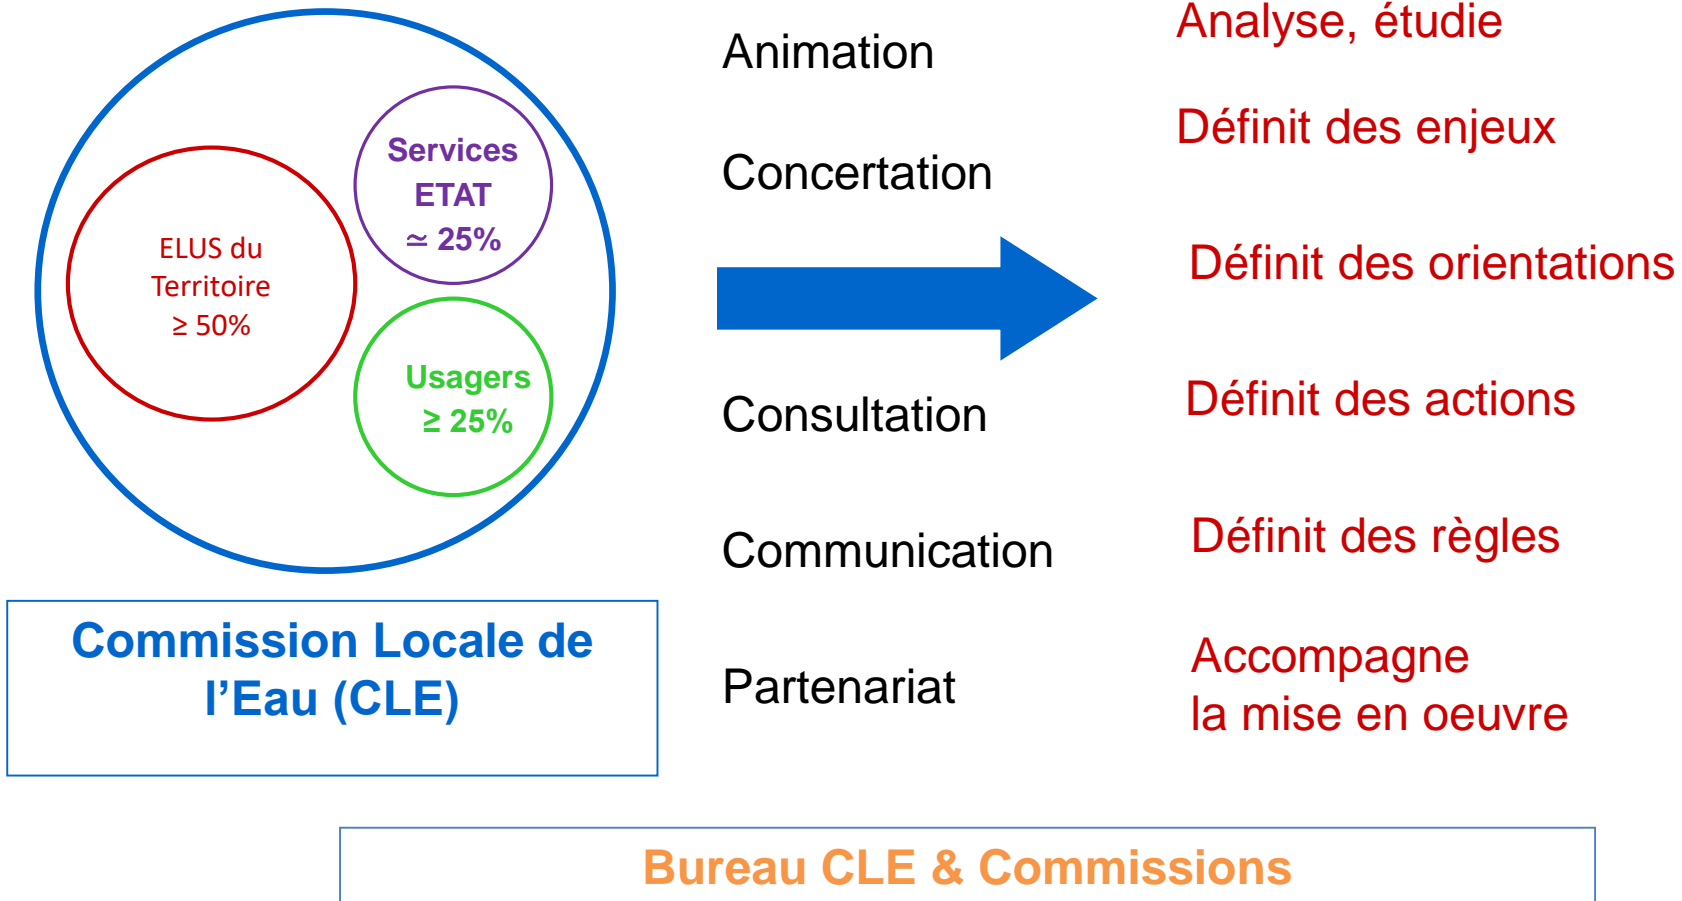 Services
ETAT
≃ 25%
ELUS du
Territoire
≥ 50%
Usagers
≥ 25%
Commission Locale de
l’Eau (CLE)
Animation
Concertation
Consultation
Communication
Partenariat
Analyse, étudie
Définit des enjeux
Définit des orientations
Définit des actions
Définit des règles
Accompagne
la mise en oeuvre
Bureau CLE & Commissions